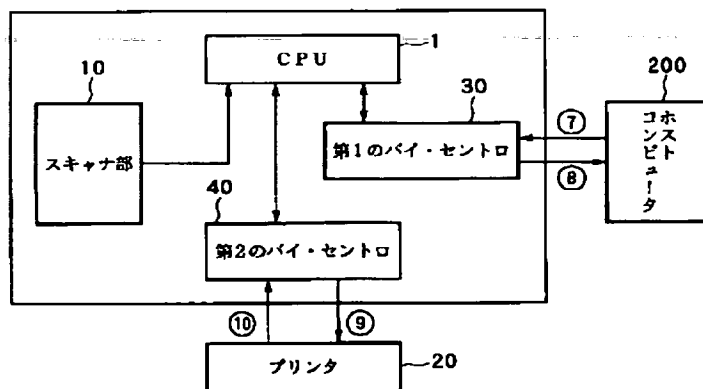 1
CPU
10
30
200
スキャナ部
第1のバイ・セントロ
⑦
⑧
ホスト
コンピュータ
40
第2のバイ・セントロ
⑩
⑨
プリンタ
20